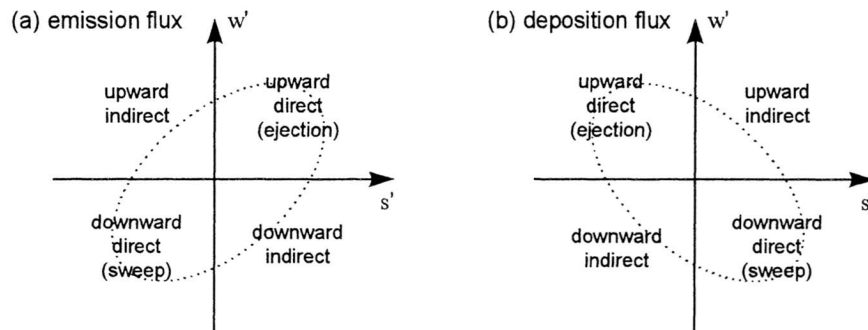 (a) emission flux
w'
upward
indirect
upward
direct
(ejection)
s'
downward
direct
(sweep)
downward
indirect
(b) deposition flux
w'
upward
direct
(ejection)
upward
indirect
s
downward
indirect
downward
direct
(sweep)